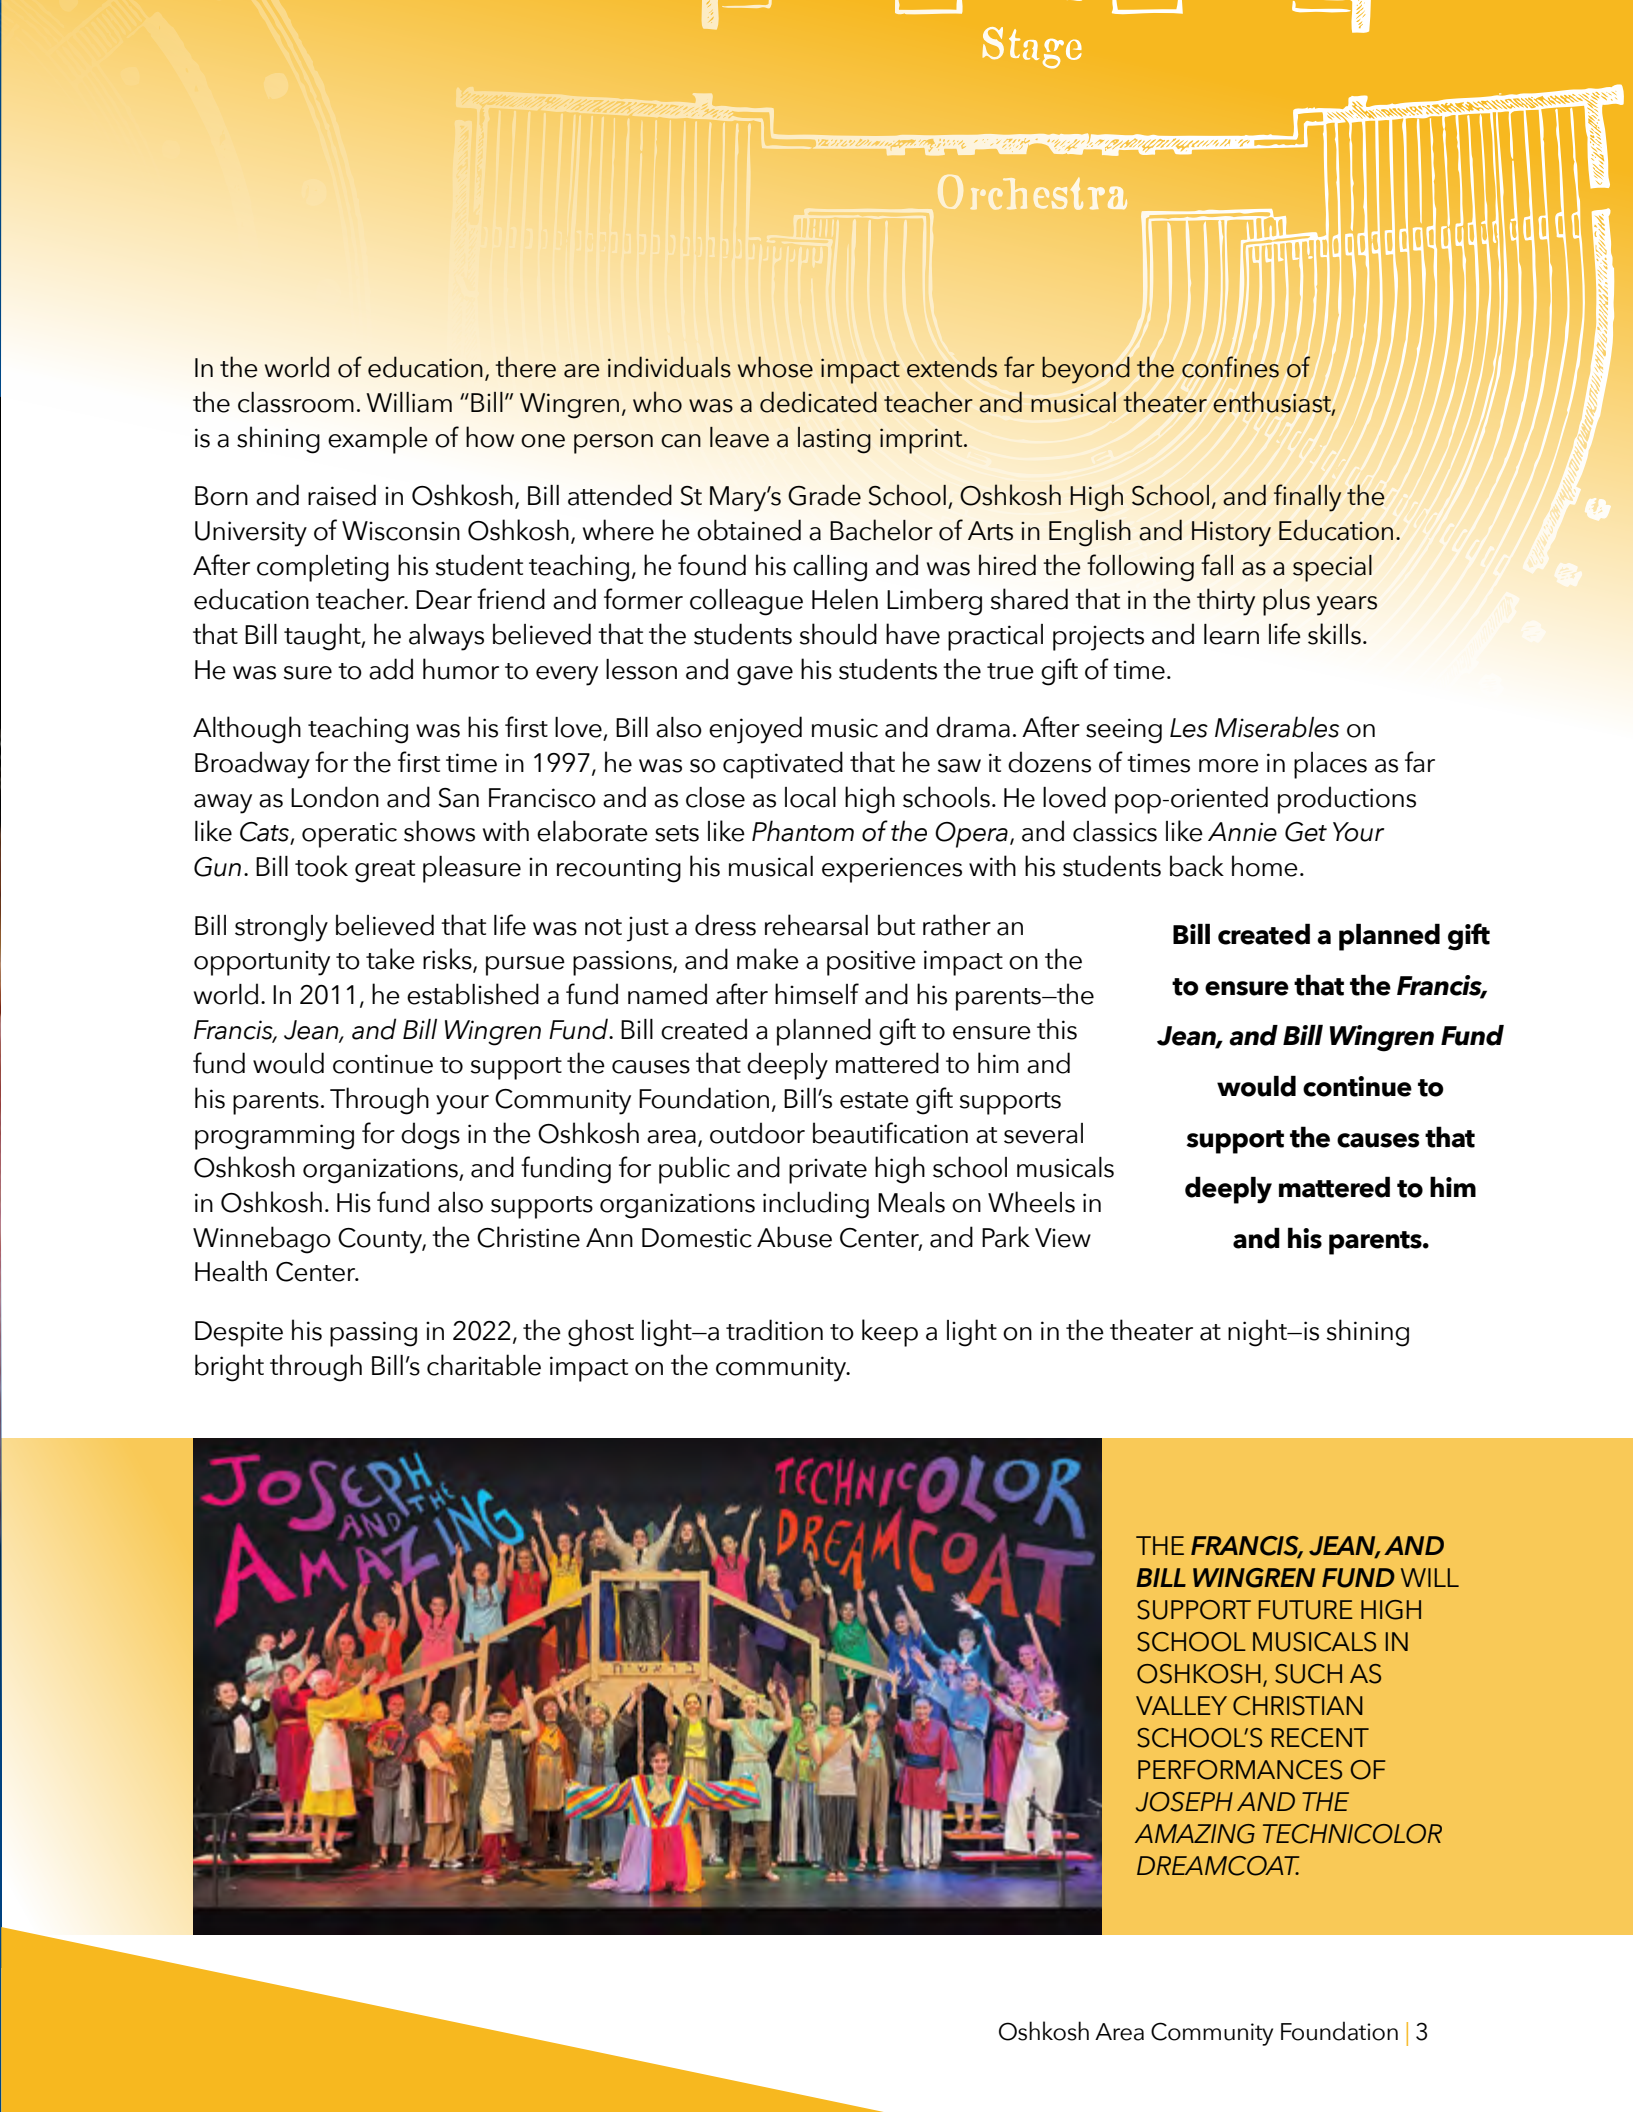 Stage
Orchestra
In the world of education, there are individuals whose impact extends far beyond the confines of
the classroom. William “Bill” Wingren, who was a dedicated teacher and musical theater enthusiast,
is a shining example of how one person can leave a lasting imprint.
Born and raised in Oshkosh, Bill attended St Mary’s Grade School, Oshkosh High School, and finally the
University of Wisconsin Oshkosh, where he obtained a Bachelor of Arts in English and History Education.
After completing his student teaching, he found his calling and was hired the following fall as a special
education teacher. Dear friend and former colleague Helen Limberg shared that in the thirty plus years
that Bill taught, he always believed that the students should have practical projects and learn life skills.
He was sure to add humor to every lesson and gave his students the true gift of time.
Although teaching was his first love, Bill also enjoyed music and drama. After seeing Les Miserables on
Broadway for the first time in 1997, he was so captivated that he saw it dozens of times more in places as far
away as London and San Francisco and as close as local high schools. He loved pop-oriented productions
like Cats, operatic shows with elaborate sets like Phantom of the Opera, and classics like Annie Get Your
Gun. Bill took great pleasure in recounting his musical experiences with his students back home.
Bill strongly believed that life was not just a dress rehearsal but rather an
opportunity to take risks, pursue passions, and make a positive impact on the
world. In 2011, he established a fund named after himself and his parents—the
Francis, Jean, and Bill Wingren Fund. Bill created a planned gift to ensure this
fund would continue to support the causes that deeply mattered to him and
his parents. Through your Community Foundation, Bill’s estate gift supports
programming for dogs in the Oshkosh area, outdoor beautification at several
Oshkosh organizations, and funding for public and private high school musicals
in Oshkosh. His fund also supports organizations including Meals on Wheels in
Winnebago County, the Christine Ann Domestic Abuse Center, and Park View
Health Center.
Bill created a planned gift
to ensure that the Francis,
Jean, and Bill Wingren Fund
would continue to
support the causes that
deeply mattered to him
and his parents.
Despite his passing in 2022, the ghost light—a tradition to keep a light on in the theater at night—is shining
bright through Bill’s charitable impact on the community.
JOSEPH
AND THE
AMAZING
TECHNICOLOR
DREAMCOAT
בראשית
THE FRANCIS, JEAN, AND
BILL WINGREN FUND WILL
SUPPORT FUTURE HIGH
SCHOOL MUSICALS IN
OSHKOSH, SUCH AS
VALLEY CHRISTIAN
SCHOOL’S RECENT
PERFORMANCES OF
JOSEPH AND THE
AMAZING TECHNICOLOR
DREAMCOAT.
Oshkosh Area Community Foundation | 3